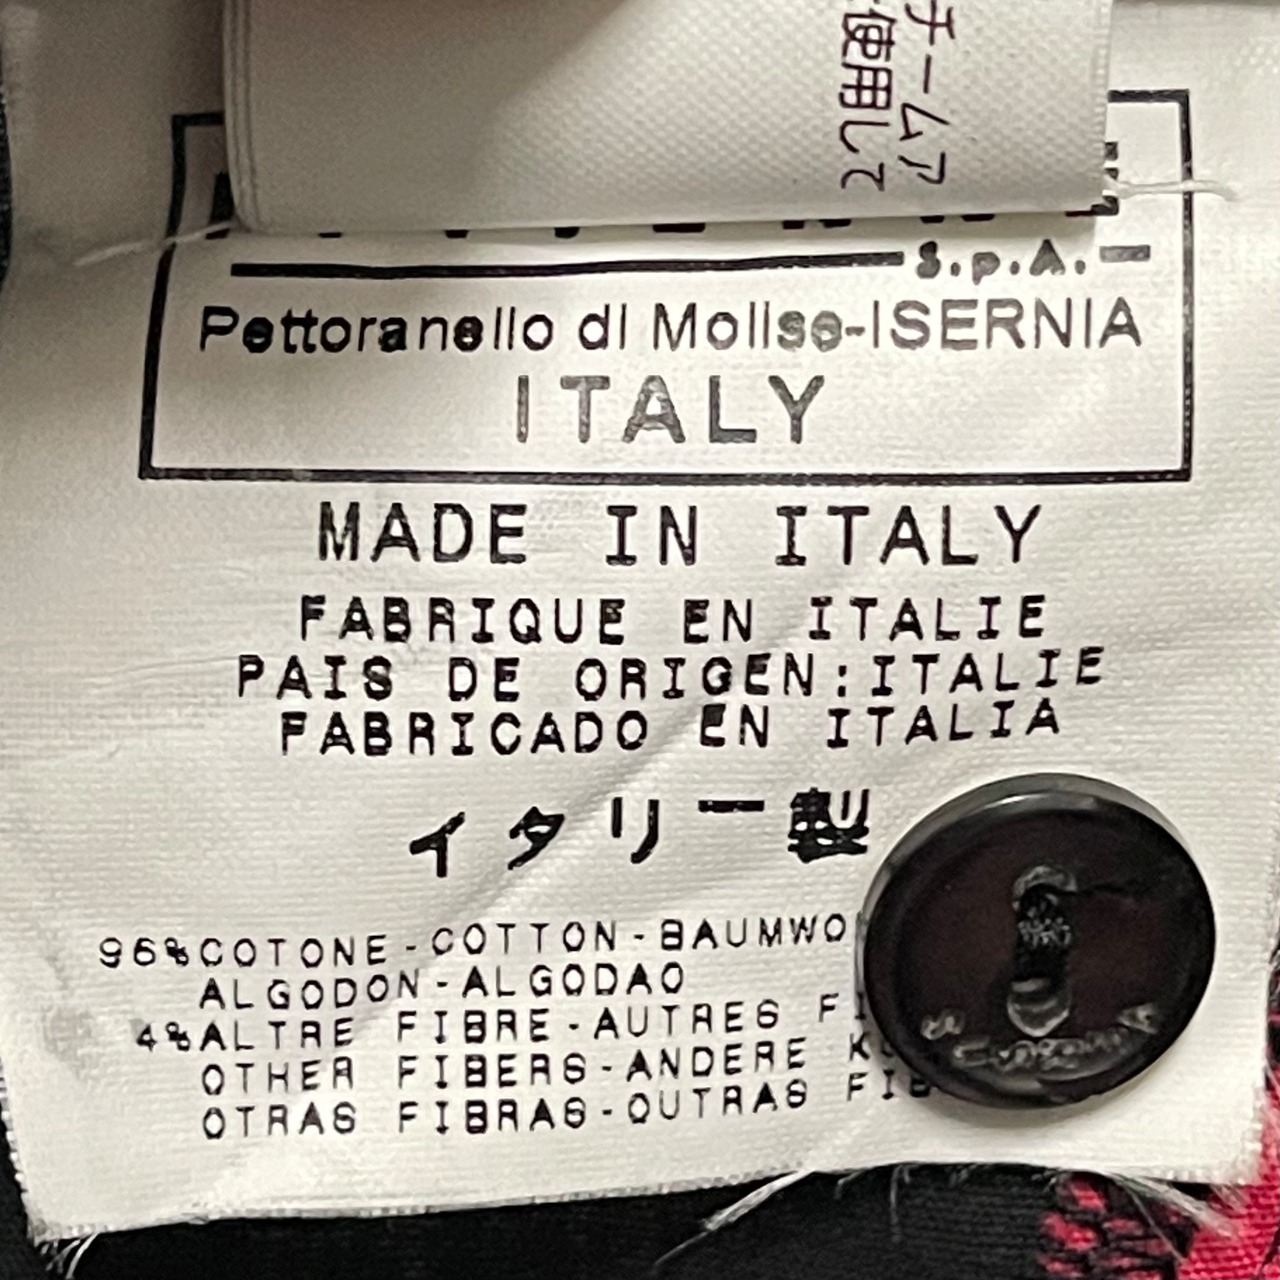 チームア
使用して
S.p.A.
Pettoranello di Molise-ISERNIA
ITALY
MADE IN ITALY
FABRIQUE EN ITALIE
PAIS DE ORIGEN:ITALIE
FABRICADO EN ITALIA
イタリー製
96%COTONE-COTTON-BAUMWO
ALGODON-ALGODAO
4%ALTRE FIBRE-AUTRES FI
OTHER FIBERS-ANDERE
OTRAS FIBRAS-OUTRAS FIB